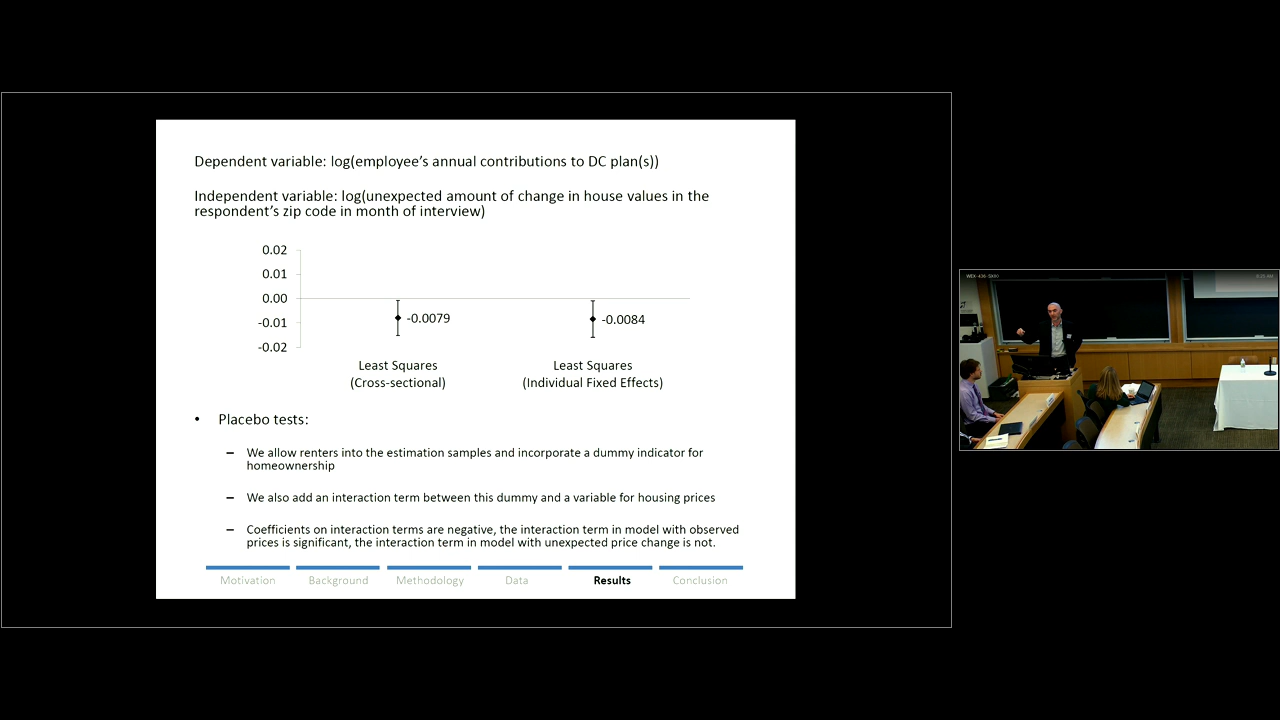 Dependent variable: log(employee's annual contributions to DC plan(s))
Independent variable: log(unexpected amount of change in house values in the
respondent's zip code in month of interview)
0.02
0.01
0.00
-0.01
-0.02
-0.0079
-0.0084
Least Squares
(Cross-sectional)
Least Squares
(Individual Fixed Effects)
• Placebo tests:
– We allow renters into the estimation samples and incorporate a dummy indicator for
homeownership
– We also add an interaction term between this dummy and a variable for housing prices
– Coefficients on interaction terms are negative, the interaction term in model with observed
prices is significant, the interaction term in model with unexpected price change is not.
Motivation Background Methodology Data Results Conclusion